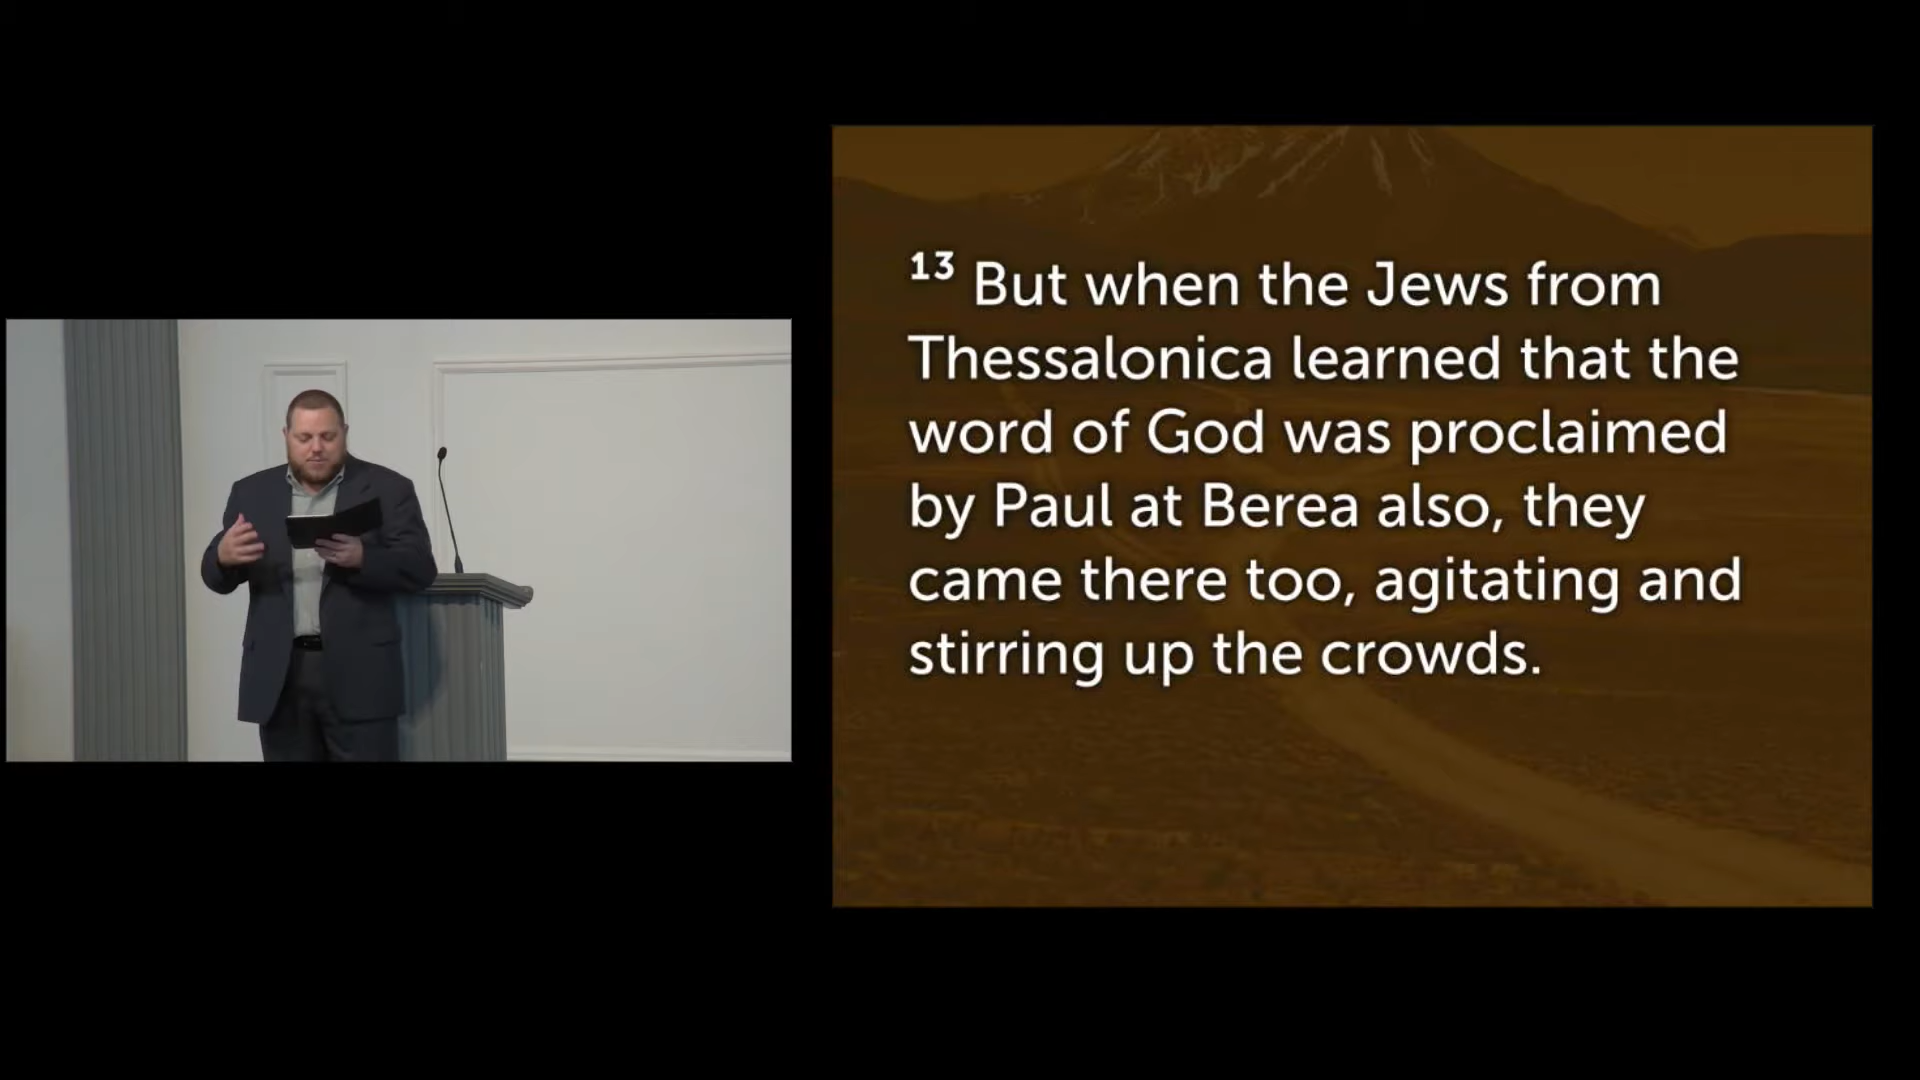 13 But when the Jews from
Thessalonica learned that the
word of God was proclaimed
by Paul at Berea also, they
came there too, agitating and
stirring up the crowds.